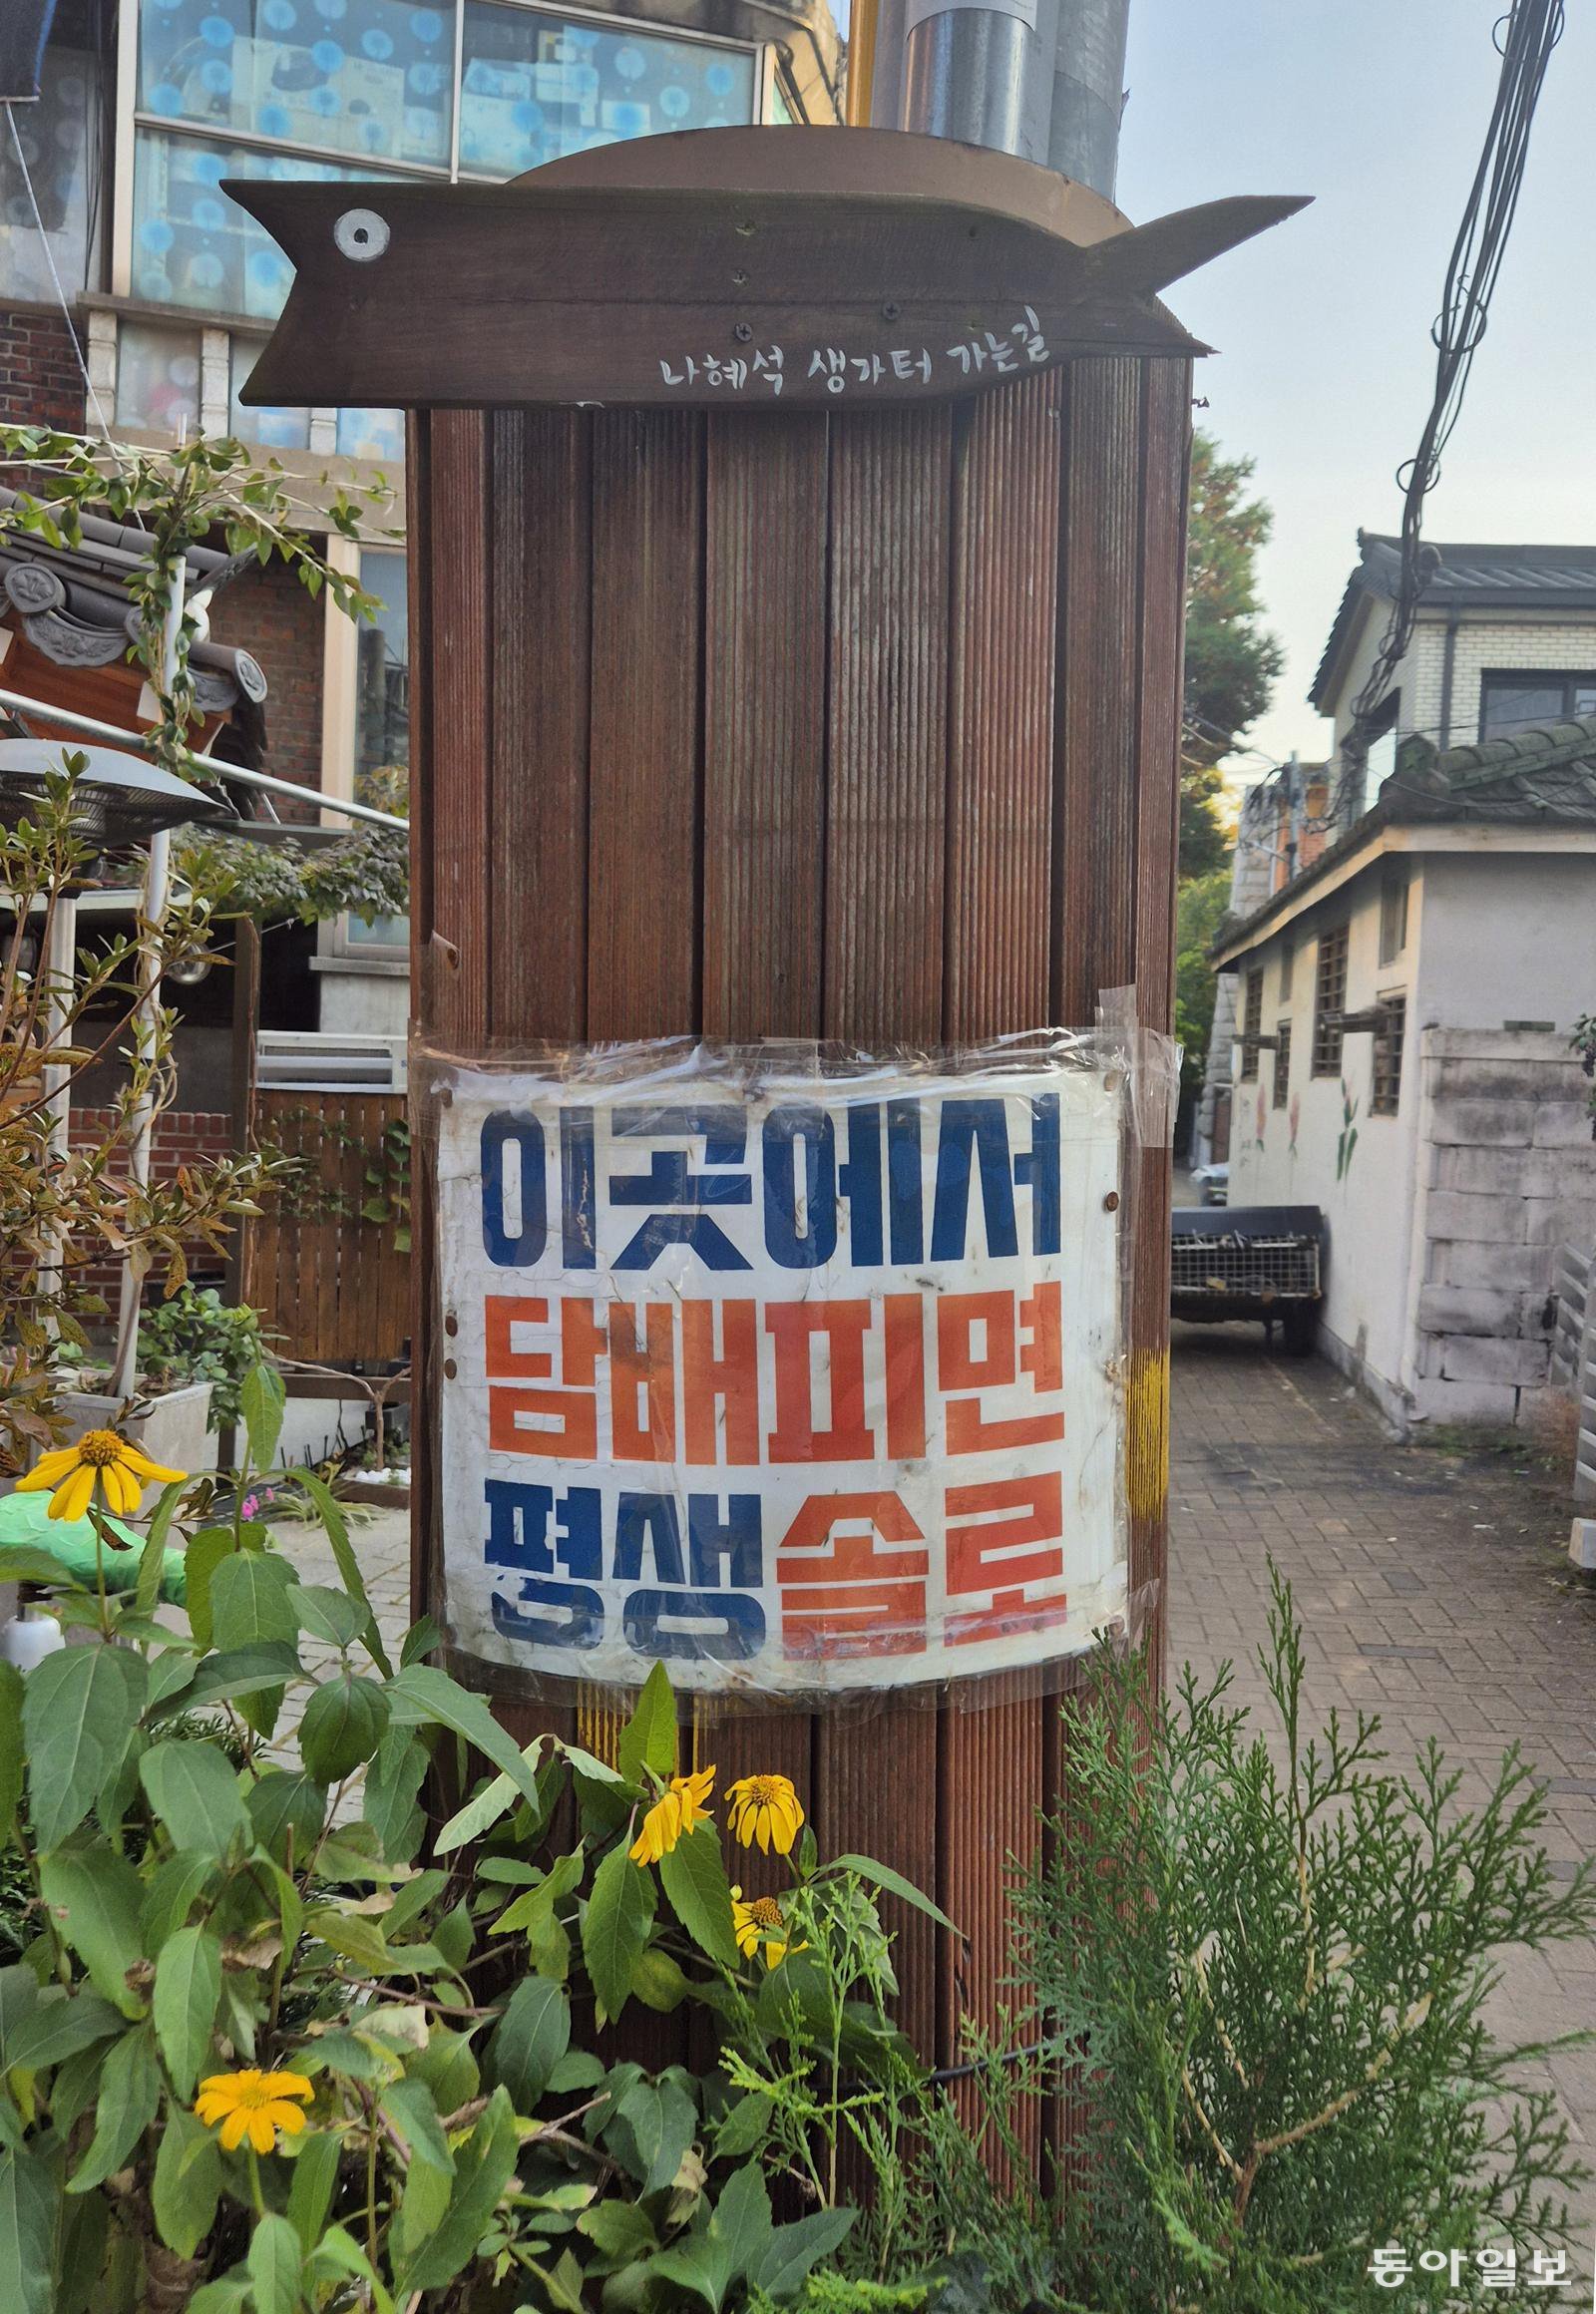 나혜석 생가터 가는길
이곳에서
담배피면
평생솔로
동아일보